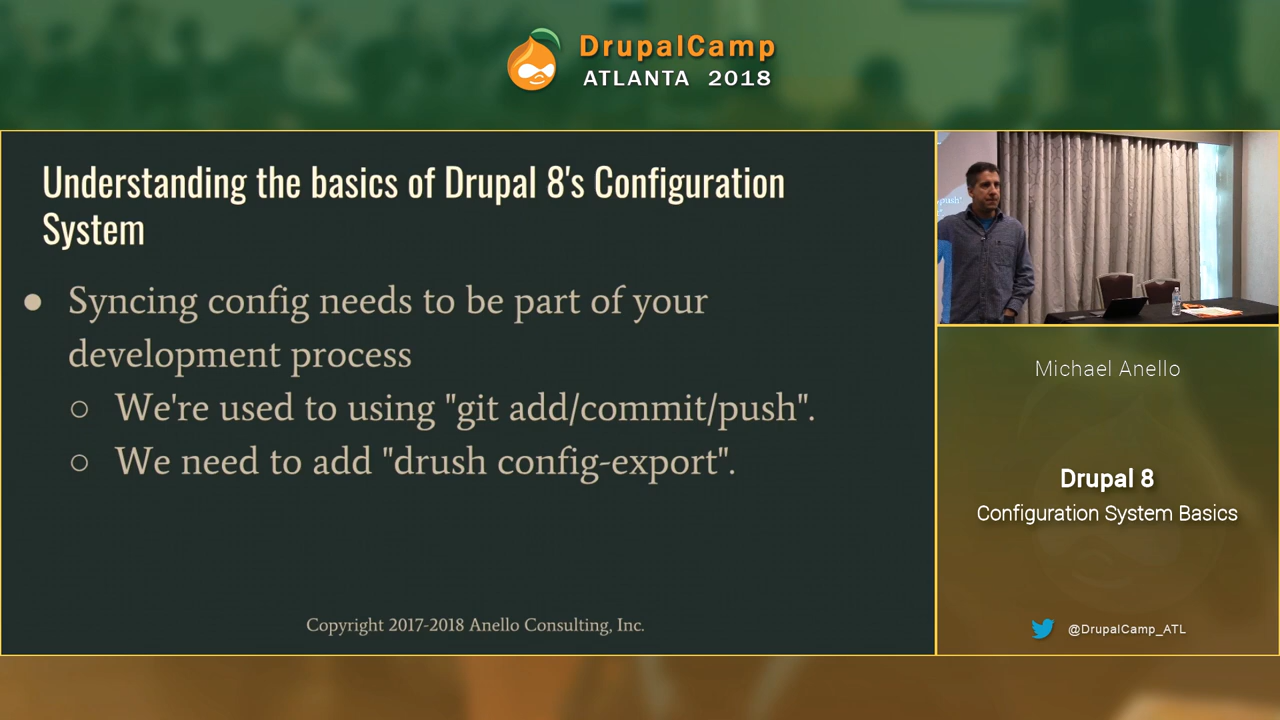 DrupalCamp
ATLANTA 2018
Understanding the basics of Drupal 8's Configuration
System
● Syncing config needs to be part of your
development process
○ We're used to using "git add/commit/push".
○ We need to add "drush config-export".
Copyright 2017-2018 Anello Consulting, Inc.
push"
Michael Anello
Drupal 8
Configuration System Basics
@DrupalCamp_ATL